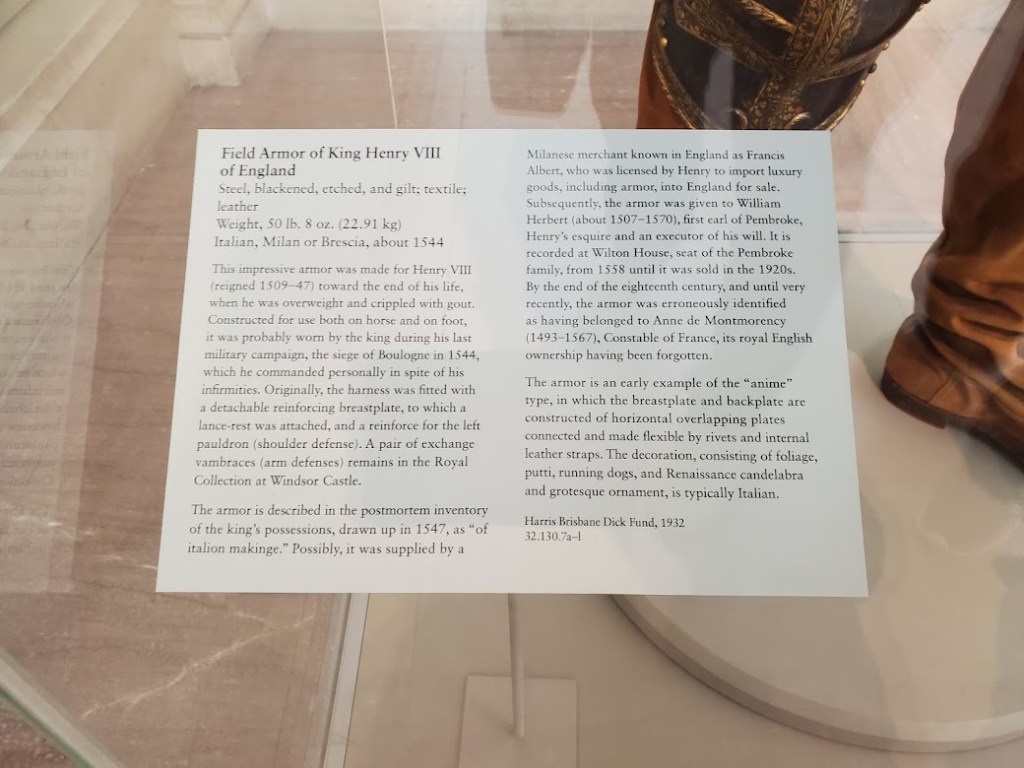 Field Armor of King Henry VIII
of England
Steel, blackened, etched, and gilt; textile;
leather
Weight, 50 lb. 8 oz. (22.91 kg)
Italian, Milan or Brescia, about 1544
This impressive armor was made for Henry VIII
(reigned 1509–47) toward the end of his life,
when he was overweight and crippled with gout.
Constructed for use both on horse and on foot,
it was probably worn by the king during his last
military campaign, the siege of Boulogne in 1544,
which he commanded personally in spite of his
infirmities. Originally, the harness was fitted with
a detachable reinforcing breastplate, to which a
lance-rest was attached, and a reinforce for the left
pauldron (shoulder defense). A pair of exchange
vambraces (arm defenses) remains in the Royal
Collection at Windsor Castle.
The armor is described in the postmortem inventory
of the king's possessions, drawn up in 1547, as “of
italion makinge.” Possibly, it was supplied by a
Milanese merchant known in England as Francis
Albert, who was licensed by Henry to import luxury
goods, including armor, into England for sale.
Subsequently, the armor was given to William
Herbert (about 1507–1570), first earl of Pembroke,
Henry's esquire and an executor of his will. It is
recorded at Wilton House, seat of the Pembroke
family, from 1558 until it was sold in the 1920s.
By the end of the eighteenth century, and until very
recently, the armor was erroneously identified
as having belonged to Anne de Montmorency
(1493–1567), Constable of France, its royal English
ownership having been forgotten.
The armor is an early example of the “anime”
type, in which the breastplate and backplate are
constructed of horizontal overlapping plates
connected and made flexible by rivets and internal
leather straps. The decoration, consisting of foliage,
putti, running dogs, and Renaissance candelabra
and grotesque ornament, is typically Italian.
Harris Brisbane Dick Fund, 1932
32.130.7a–l